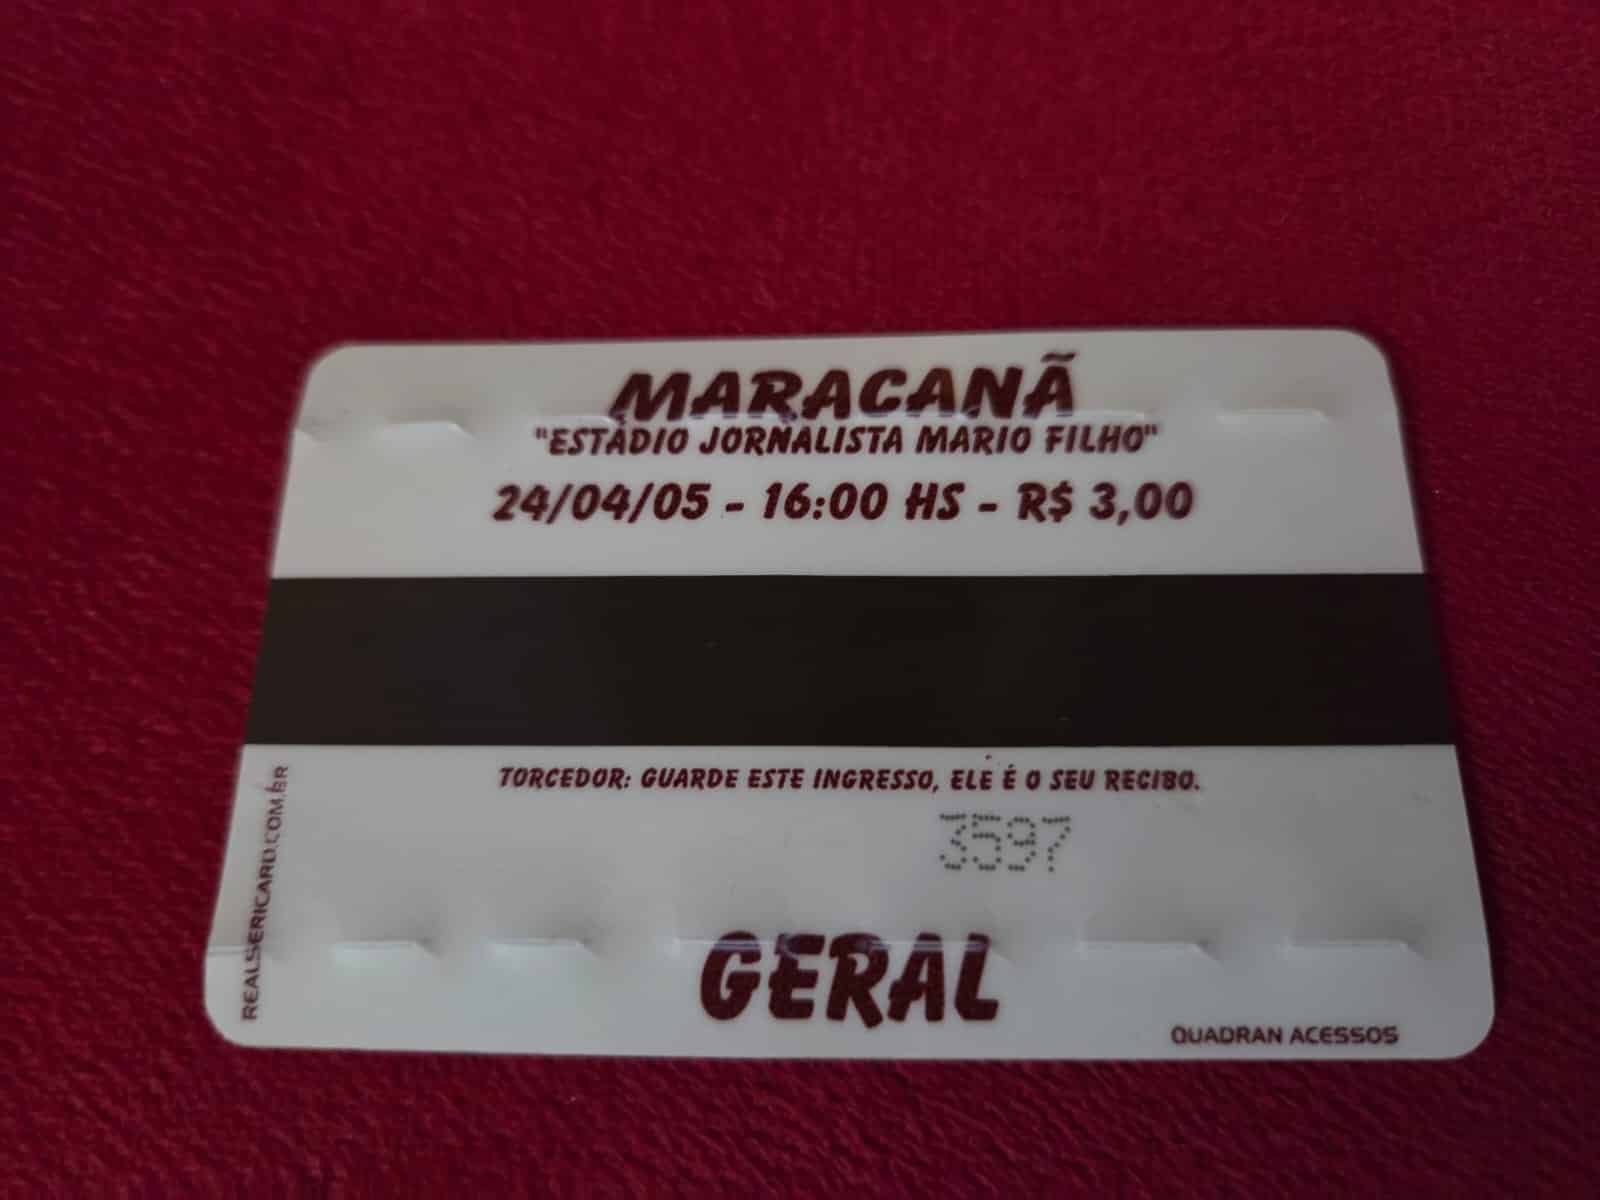 MARACANÃ
"ESTÁDIO JORNALISTA MARIO FILHO"
24/04/05 - 16:00 HS - R$ 3,00
TORCEDOR: GUARDE ESTE INGRESSO, ELE É O SEU RECIBO.
3597
GERAL
QUADRAN ACESSOS
REALSERICARD.COM.BR